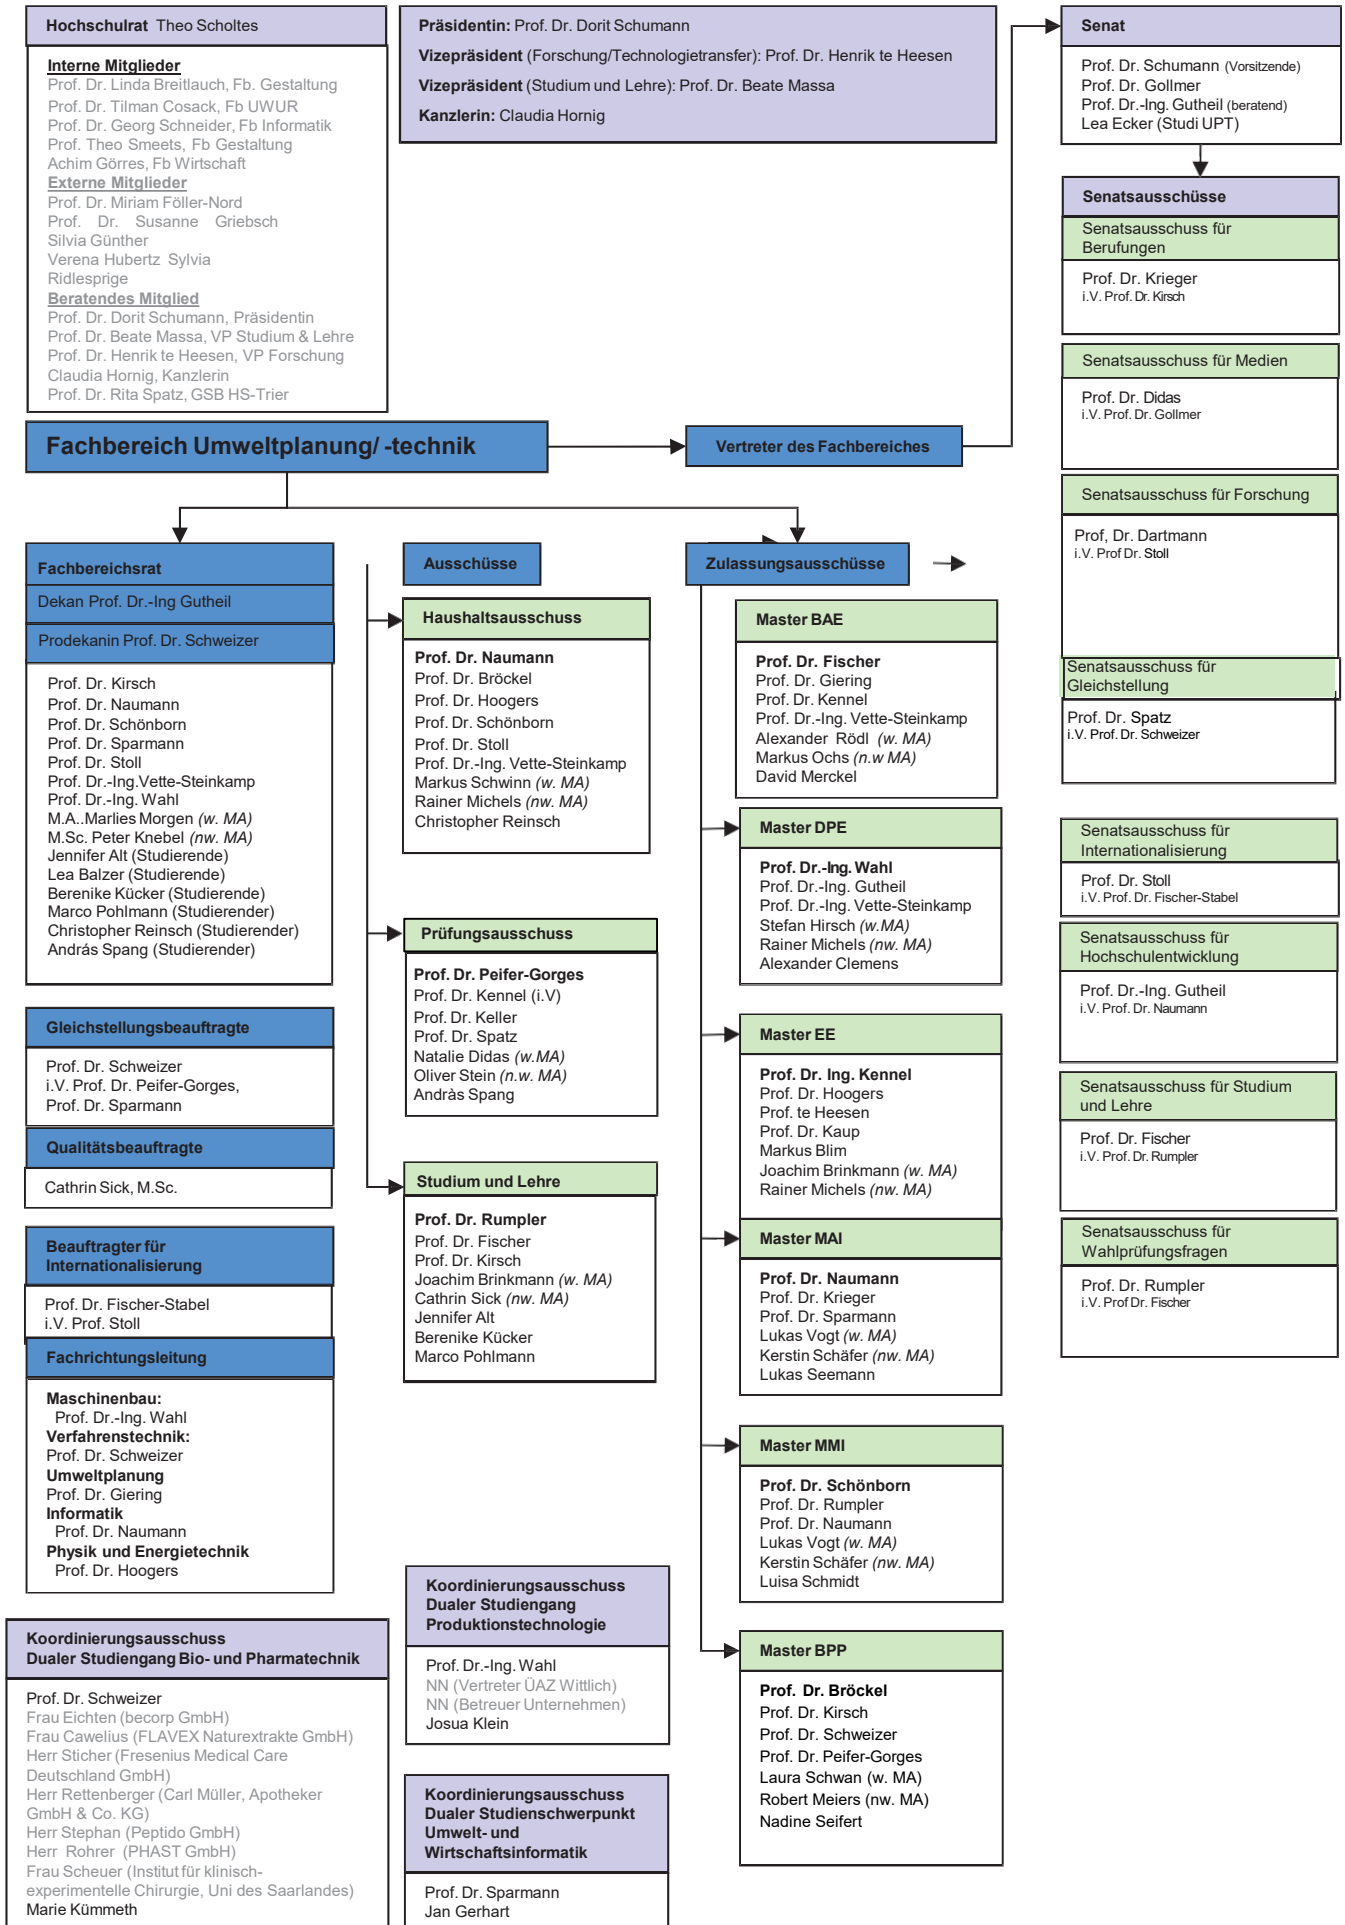 Hochschulrat Theo Scholtes
Interne Mitglieder
Prof. Dr. Linda Breitlauch, Fb. Gestaltung
Prof. Dr. Tilman Cosack, Fb UWUR
Prof. Dr. Georg Schneider, Fb Informatik
Prof. Theo Smeets, Fb Gestaltung
Achim Görres, Fb Wirtschaft
Externe Mitglieder
Prof. Dr. Miriam Föller-Nord
Prof. Dr. Susanne Griebsch
Silvia Günther
Verena Hubertz Sylvia
Ridlesprige
Beratendes Mitglied
Prof. Dr. Dorit Schumann, Präsidentin
Prof. Dr. Beate Massa, VP Studium & Lehre
Prof. Dr. Henrik te Heesen, VP Forschung
Claudia Hornig, Kanzlerin
Prof. Dr. Rita Spatz, GSB HS-Trier
Präsidentin: Prof. Dr. Dorit Schumann
Vizepräsident (Forschung/Technologietransfer): Prof. Dr. Henrik te Heesen
Vizepräsident (Studium und Lehre): Prof. Dr. Beate Massa
Kanzlerin: Claudia Hornig
Senat
Prof. Dr. Schumann (Vorsitzende)
Prof. Dr. Gollmer
Prof. Dr.-Ing. Gutheil (beratend)
Lea Ecker (Studi UPT)
Senatsausschüsse
Senatsausschuss für
Berufungen
Prof. Dr. Krieger
i.V. Prof. Dr. Kirsch
Senatsausschuss für Medien
Prof. Dr. Didas
i.V. Prof. Dr. Gollmer
Senatsausschuss für Forschung
Prof, Dr. Dartmann
i.V. Prof Dr. Stoll
Senatsausschuss für
Gleichstellung
Prof. Dr. Spatz
i.V. Prof. Dr. Schweizer
Senatsausschuss für
Internationalisierung
Prof. Dr. Stoll
i.V. Prof. Dr. Fischer-Stabel
Senatsausschuss für
Hochschulentwicklung
Prof. Dr.-Ing. Gutheil
i.V. Prof. Dr. Naumann
Senatsausschuss für Studium
und Lehre
Prof. Dr. Fischer
i.V. Prof. Dr. Rumpler
Senatsausschuss für
Wahlprüfungsfragen
Prof. Dr. Rumpler
i.V. Prof Dr. Fischer
Fachbereich Umweltplanung/ -technik
Vertreter des Fachbereiches
Fachbereichsrat
Dekan Prof. Dr.-Ing Gutheil
Prodekanin Prof. Dr. Schweizer
Prof. Dr. Kirsch
Prof. Dr. Naumann
Prof. Dr. Schönborn
Prof. Dr. Sparmann
Prof. Dr. Stoll
Prof. Dr.-Ing.Vette-Steinkamp
Prof. Dr.-Ing. Wahl
M.A..Marlies Morgen (w. MA)
M.Sc. Peter Knebel (nw. MA)
Jennifer Alt (Studierende)
Lea Balzer (Studierende)
Berenike Kücker (Studierende)
Marco Pohlmann (Studierender)
Christopher Reinsch (Studierender)
András Spang (Studierender)
Gleichstellungsbeauftragte
Prof. Dr. Schweizer
i.V. Prof. Dr. Peifer-Gorges,
Prof. Dr. Sparmann
Qualitätsbeauftragte
Cathrin Sick, M.Sc.
Beauftragter für
Internationalisierung
Prof. Dr. Fischer-Stabel
i.V. Prof. Stoll
Fachrichtungsleitung
Maschinenbau:
Prof. Dr.-Ing. Wahl
Verfahrenstechnik:
Prof. Dr. Schweizer
Umweltplanung
Prof. Dr. Giering
Informatik
Prof. Dr. Naumann
Physik und Energietechnik
Prof. Dr. Hoogers
Koordinierungsausschuss
Dualer Studiengang Bio- und Pharmatechnik
Prof. Dr. Schweizer
Frau Eichten (becorp GmbH)
Frau Cawelius (FLAVEX Naturextrakte GmbH)
Herr Sticher (Fresenius Medical Care
Deutschland GmbH)
Herr Rettenberger (Carl Müller, Apotheker
GmbH & Co. KG)
Herr Stephan (Peptido GmbH)
Herr Rohrer (PHAST GmbH)
Frau Scheuer (Institut für klinisch-
experimentelle Chirurgie, Uni des Saarlandes)
Marie Kümmeth
Ausschüsse
Haushaltsausschuss
Prof. Dr. Naumann
Prof. Dr. Bröckel
Prof. Dr. Hoogers
Prof. Dr. Schönborn
Prof. Dr. Stoll
Prof. Dr.-Ing. Vette-Steinkamp
Markus Schwinn (w. MA)
Rainer Michels (nw. MA)
Christopher Reinsch
Prüfungsausschuss
Prof. Dr. Peifer-Gorges
Prof. Dr. Kennel (i.V)
Prof. Dr. Keller
Prof. Dr. Spatz
Natalie Didas (w.MA)
Oliver Stein (n.w. MA)
Andràs Spang
Studium und Lehre
Prof. Dr. Rumpler
Prof. Dr. Fischer
Prof. Dr. Kirsch
Joachim Brinkmann (w. MA)
Cathrin Sick (nw. MA)
Jennifer Alt
Berenike Kücker
Marco Pohlmann
Koordinierungsausschuss
Dualer Studiengang
Produktionstechnologie
Prof. Dr.-Ing. Wahl
NN (Vertreter ÜAZ Wittlich)
NN (Betreuer Unternehmen)
Josua Klein
Koordinierungsausschuss
Dualer Studienschwerpunkt
Umwelt- und
Wirtschaftsinformatik
Prof. Dr. Sparmann
Jan Gerhart
Zulassungsausschüsse
Master BAE
Prof. Dr. Fischer
Prof. Dr. Giering
Prof. Dr. Kennel
Prof. Dr.-Ing. Vette-Steinkamp
Alexander Rödl (w. MA)
Markus Ochs (n.w MA)
David Merckel
Master DPE
Prof. Dr.-Ing. Wahl
Prof. Dr.-Ing. Gutheil
Prof. Dr.-Ing. Vette-Steinkamp
Stefan Hirsch (w.MA)
Rainer Michels (nw. MA)
Alexander Clemens
Master EE
Prof. Dr. Ing. Kennel
Prof. Dr. Hoogers
Prof. te Heesen
Prof. Dr. Kaup
Markus Blim
Joachim Brinkmann (w. MA)
Rainer Michels (nw. MA)
Master MAI
Prof. Dr. Naumann
Prof. Dr. Krieger
Prof. Dr. Sparmann
Lukas Vogt (w. MA)
Kerstin Schäfer (nw. MA)
Lukas Seemann
Master MMI
Prof. Dr. Schönborn
Prof. Dr. Rumpler
Prof. Dr. Naumann
Lukas Vogt (w. MA)
Kerstin Schäfer (nw. MA)
Luisa Schmidt
Master BPP
Prof. Dr. Bröckel
Prof. Dr. Kirsch
Prof. Dr. Schweizer
Prof. Dr. Peifer-Gorges
Laura Schwan (w. MA)
Robert Meiers (nw. MA)
Nadine Seifert